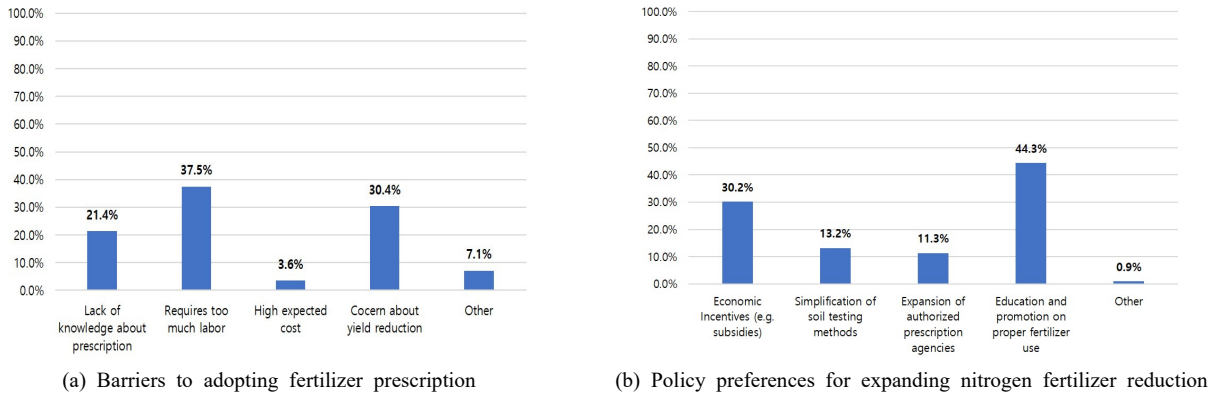 100.0%
90.0%
80.0%
70.0%
60.0%
50.0%
40.0%
30.0%
20.0%
10.0%
0.0%
21.4%
37.5%
3.6%
30.4%
7.1%
Lack of
knowledge about
prescription
Requires too
much labor
High expected
cost
Cocern about
yield reduction
Other
(a) Barriers to adopting fertilizer prescription
100.0%
90.0%
80.0%
70.0%
60.0%
50.0%
40.0%
30.0%
20.0%
10.0%
0.0%
30.2%
13.2%
11.3%
44.3%
0.9%
Economic
Incentives (e.g.
subsidies)
Simplification of
soil testing
methods
Expansion of
authorized
prescription
agencies
Education and
promotion on
proper fertilizer
use
Other
(b) Policy preferences for expanding nitrogen fertilizer reduction